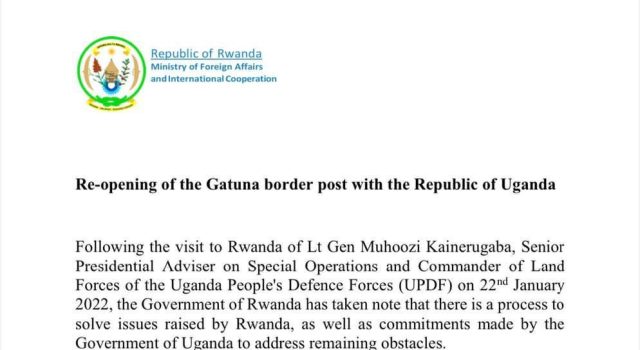 Republic of Rwanda
Ministry of Foreign Affairs
and International Cooperation
Re-opening of the Gatuna border post with the Republic of Uganda
Following the visit to Rwanda of Lt Gen Muhoozi Kainerugaba, Senior
Presidential Adviser on Special Operations and Commander of Land
Forces of the Uganda People's Defence Forces (UPDF) on 22nd January
2022, the Government of Rwanda has taken note that there is a process to
solve issues raised by Rwanda, as well as commitments made by the
Government of Uganda to address remaining obstacles.